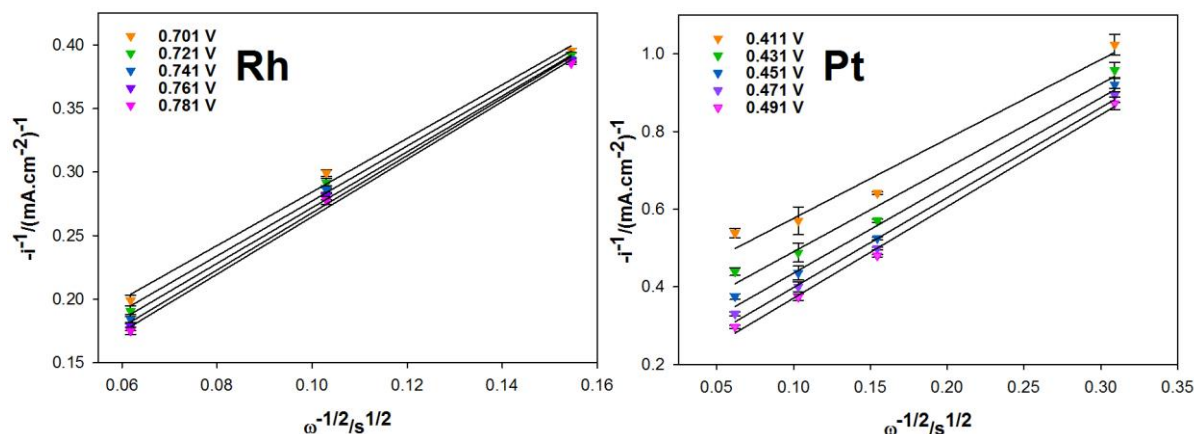 0.701 V
0.721 V
0.741 V
0.761 V
0.781 V
Rh
0.40
0.35
0.30
0.25
0.20
0.15
-i⁻¹/(mA.cm⁻²)⁻¹
0.06 0.08 0.10 0.12 0.14 0.16
ω⁻¹/²/s¹/²
0.411 V
0.431 V
0.451 V
0.471 V
0.491 V
Pt
1.0
0.8
0.6
0.4
0.2
-i⁻¹/(mA.cm⁻²)⁻¹
0.05 0.10 0.15 0.20 0.25 0.30 0.35
ω⁻¹/²/s¹/²